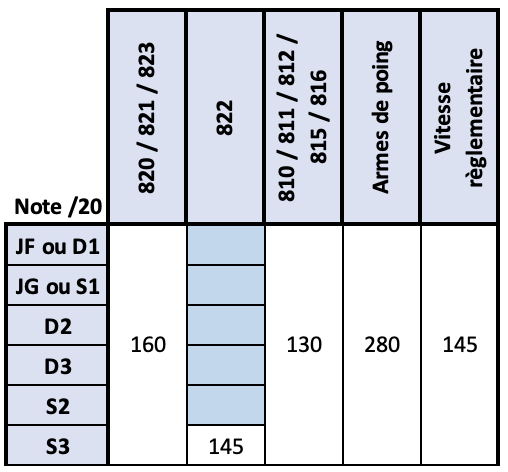 820 / 821 / 823
822
810 / 811 / 812 /
815 / 816
Armes de poing
Vitesse
règlementaire
Note /20
JF ou D1
JG ou S1
D2
D3
S2
S3
160
145
130
280
145